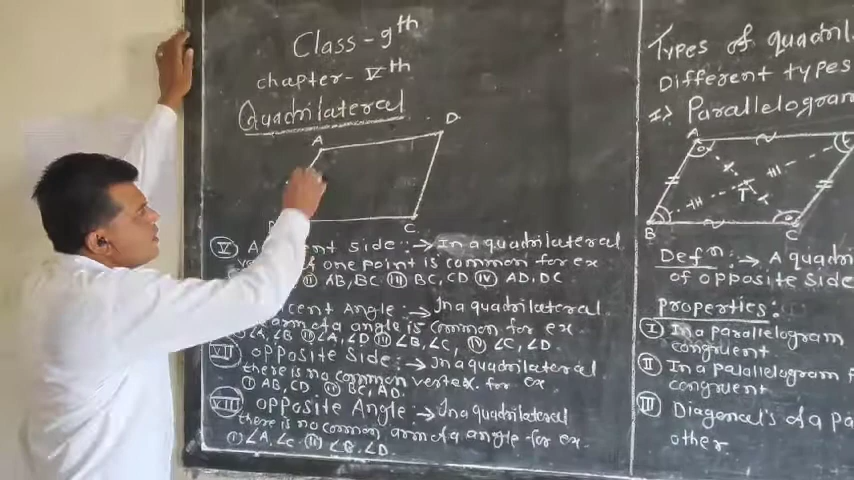 Class - 9th
chapter - Vth
Quadrilateral
A D
C
V A nt side :→ In a quadrilateral
one point is common for ex
II AB, BC III BC, CD IV AD, DC
cent Angle :→ In a quadrilateral
arm of a angle is common for ex.
∠A, ∠B II ∠A, ∠D III ∠B, ∠C, IV ∠C, ∠D.
VII opposite Side :→ In a quadrilateral
there is no common vertex. for ex
I AB, CD II BC, AD.
VIII opposite Angle :→ In a quadrilateral
there is no common arm of a angle for ex.
I ∠A, ∠C II ∠B, ∠D.
Types of quadril
Different types
I> Parallelogram
A
T
B C
Defn :→ A quadri
of opposite side
Properties :
I In a parallelogram
congruent
II In a palallelogram
congruent
III Diagonal's of a pa
other.